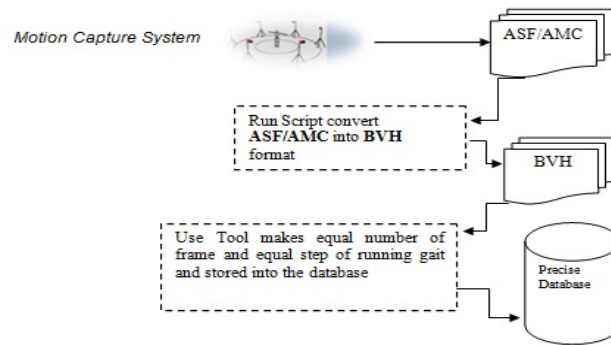 Motion Capture System
ASF/AMC
Run Script convert
ASF/AMC into BVH
format
BVH
Use Tool makes equal number of
frame and equal step of running gait
and stored into the database
Precise
Database